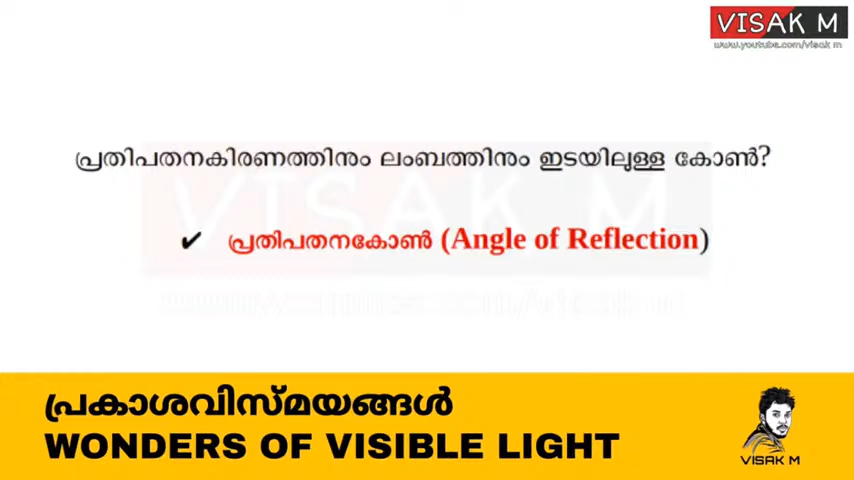 VISAK M
www.youtube.com/visak m
പ്രതിപതനകിരണത്തിനും ലംബത്തിനും ഇടയിലുള്ള കോൺ?
✔ പ്രതിപതനകോൺ (Angle of Reflection)
VISAK M
പ്രകാശവിസ്മയങ്ങൾ
WONDERS OF VISIBLE LIGHT
VISAK M